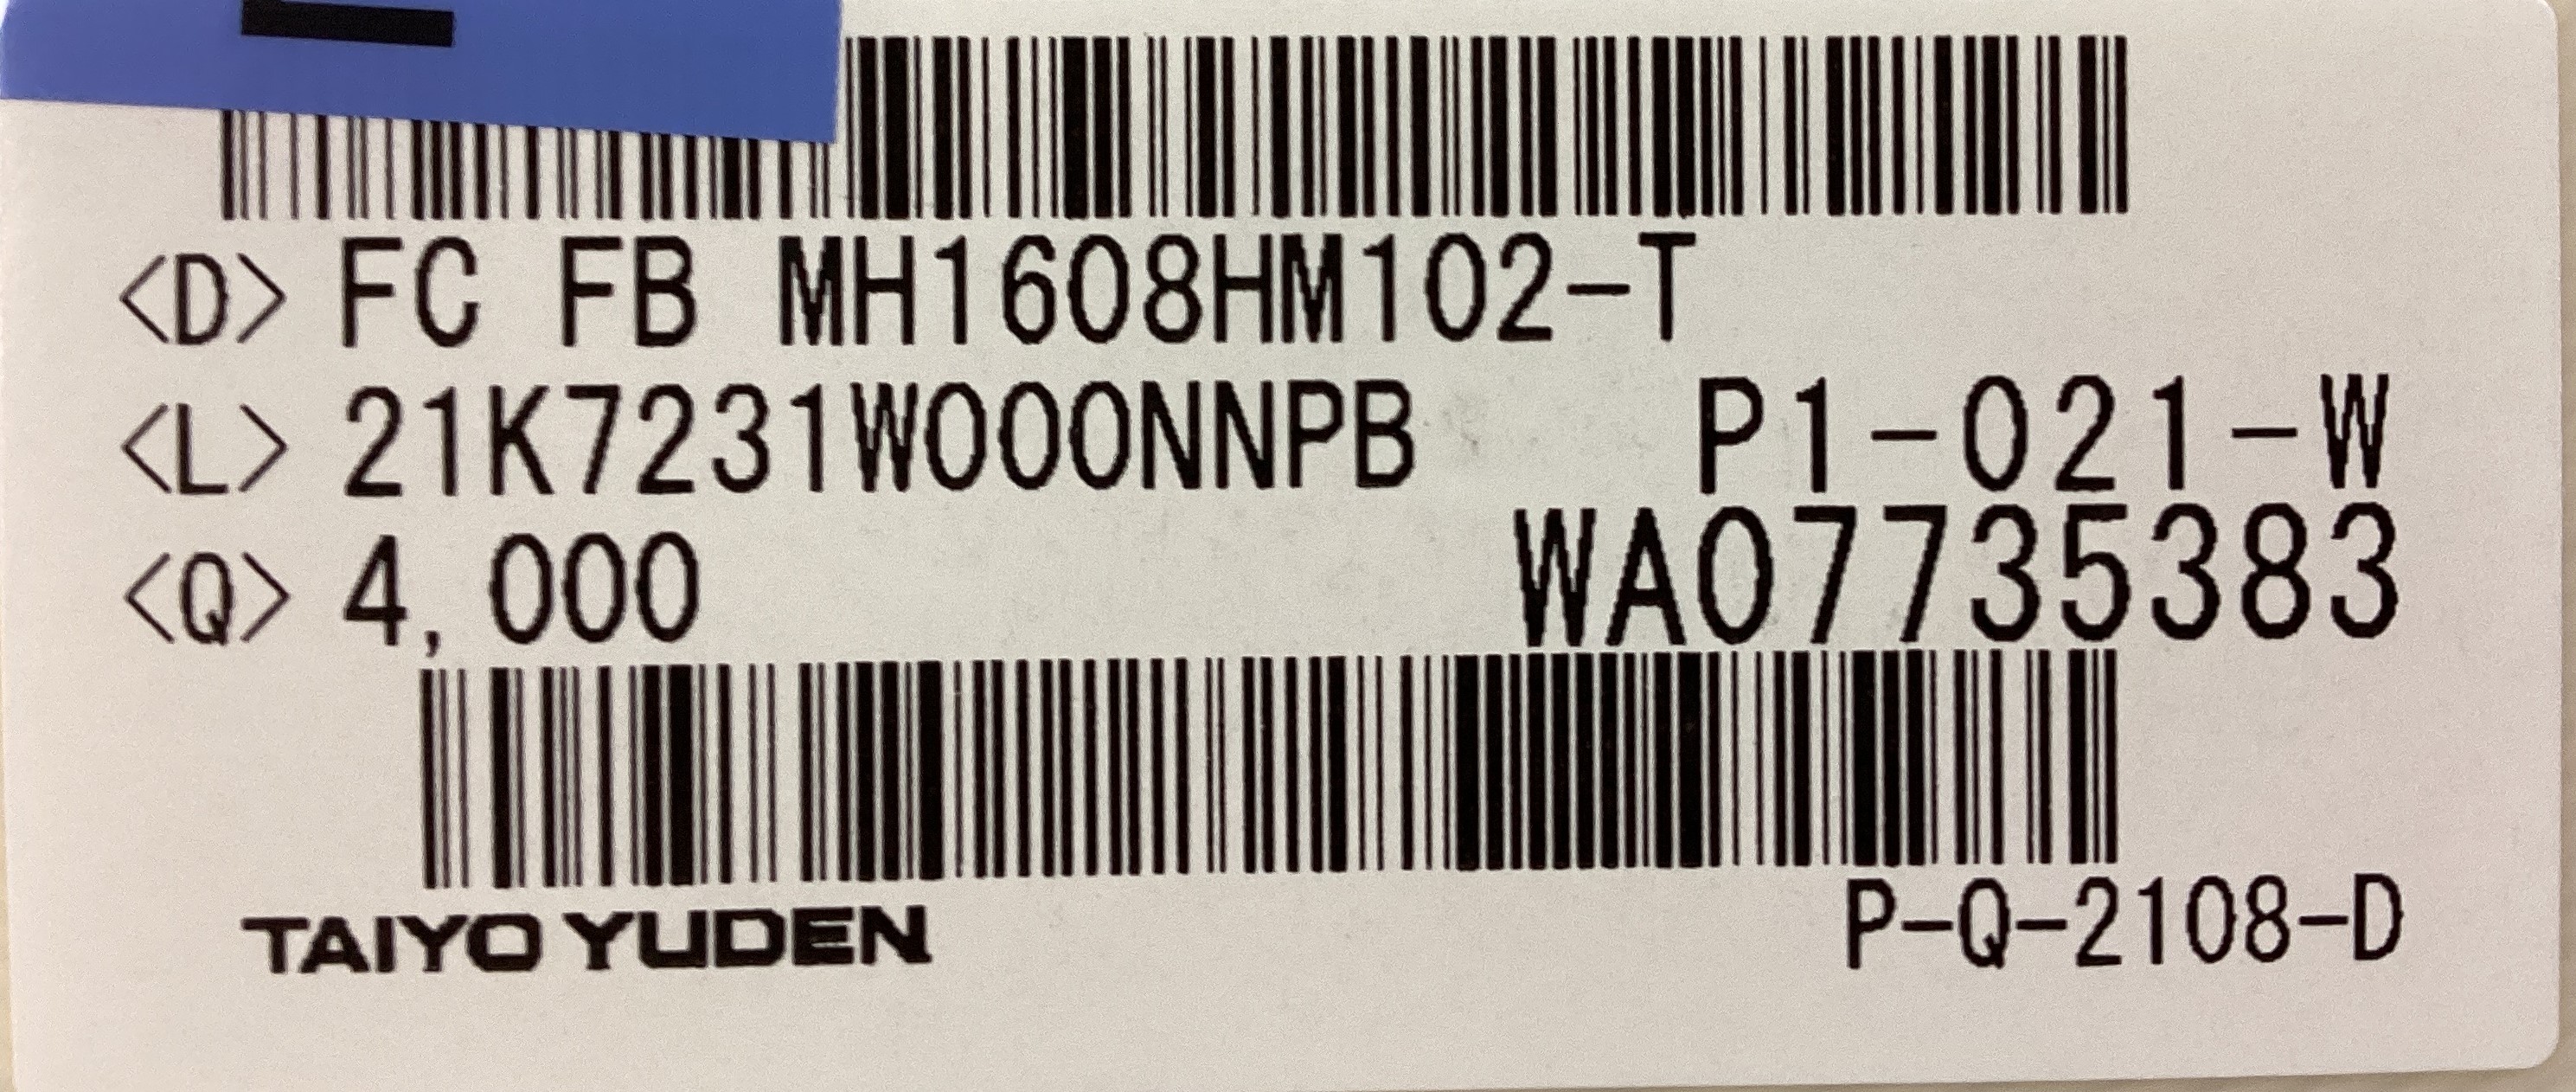 <D> FC FB MH1608HM102-T
<L> 21K7231W000NNPB P1-021-W
<Q> 4,000 WA07735383
TAIYO YUDEN P-Q-2108-D